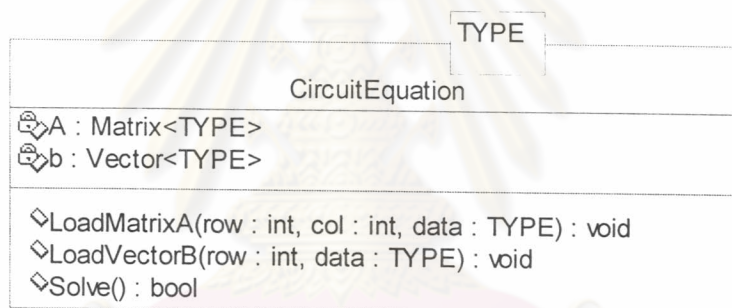 TYPE
CircuitEquation
A : Matrix<TYPE>
b : Vector<TYPE>
LoadMatrixA(row : int, col : int, data : TYPE) : void
LoadVectorB(row : int, data : TYPE) : void
Solve() : bool